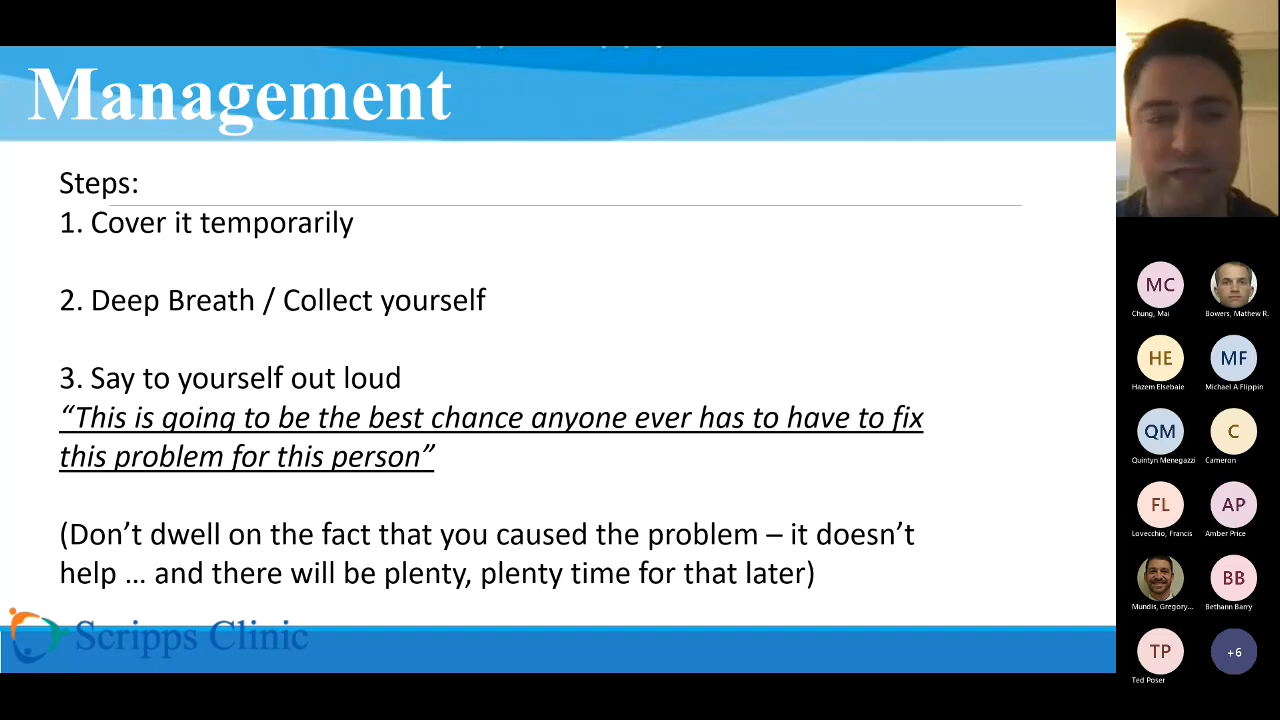 Management
Steps:
1. Cover it temporarily
2. Deep Breath / Collect yourself
3. Say to yourself out loud
“This is going to be the best chance anyone ever has to have to fix
this problem for this person”
(Don’t dwell on the fact that you caused the problem – it doesn’t
help … and there will be plenty, plenty time for that later)
Scripps Clinic
MC
Chung, Mai
Bowers, Mathew R.
HE
Hazem Elsebaie
MF
Michael A Flippin
QM
Quintyn Menegazzi
C
Cameron
FL
Lovecchio, Francis
AP
Amber Price
Mundis, Gregory...
BB
Bethann Barry
TP
Ted Poser
+6